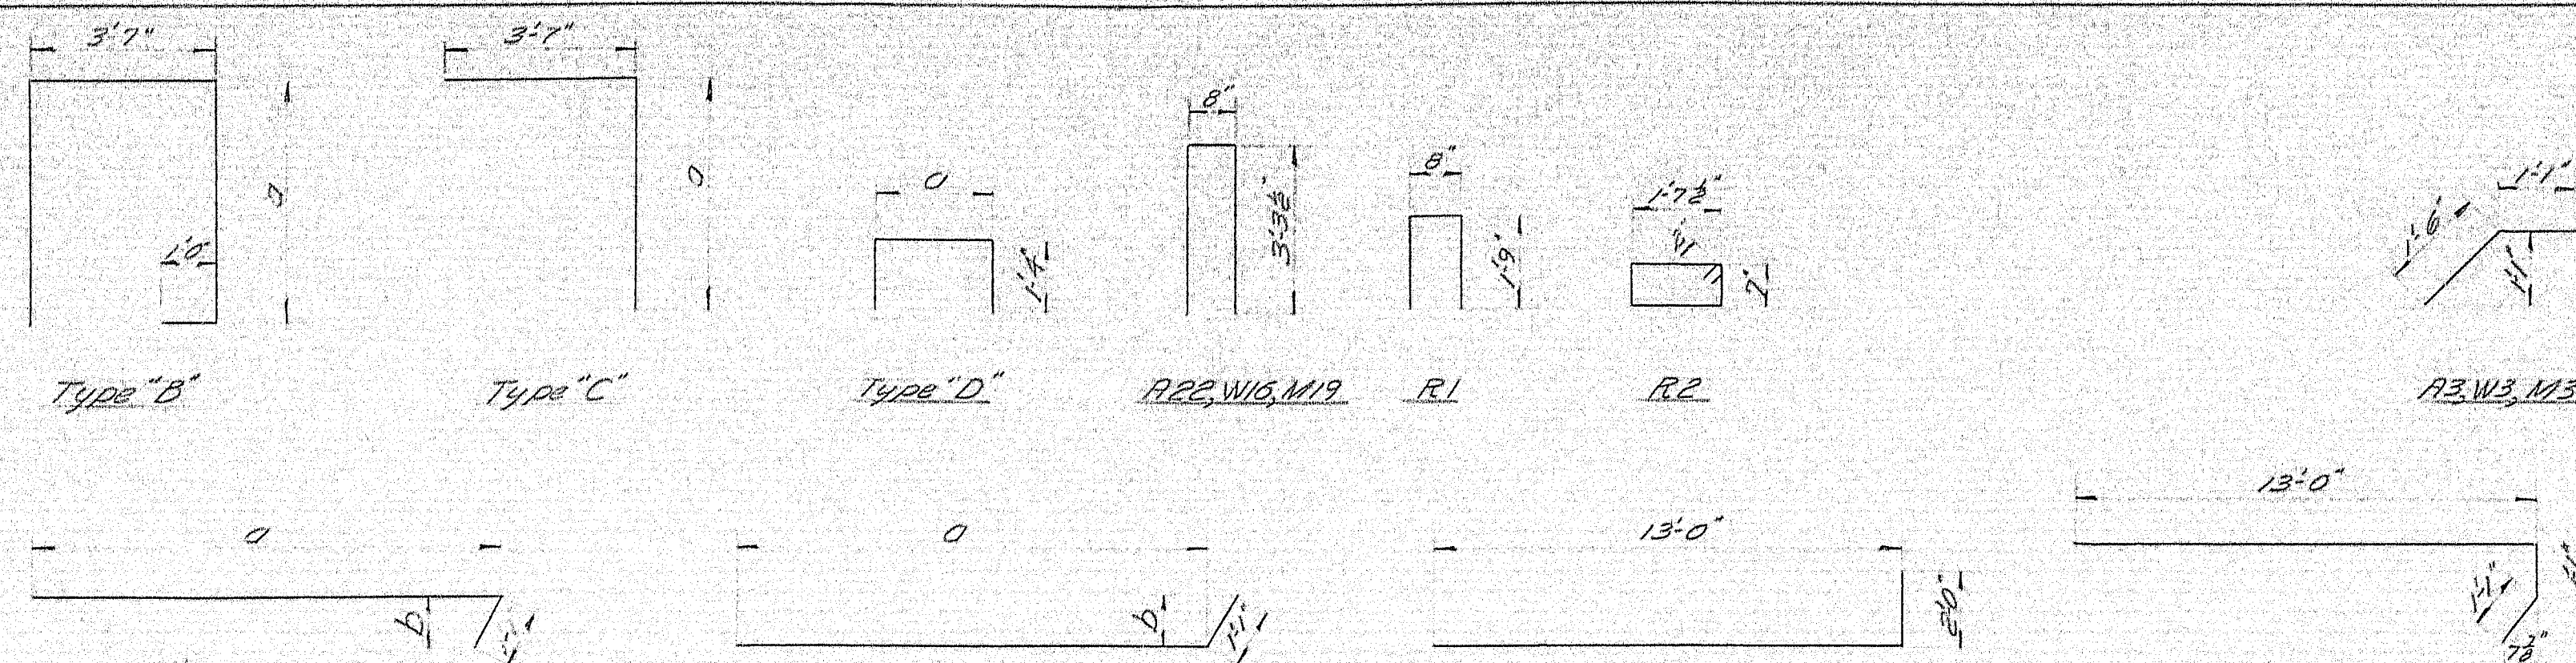 3'-7"
1'-0"
Type "B"
3'-7"
Type "C"
1'-4"
Type "D"
8"
3'-3½"
A22, W16, M19
8"
1'-9"
R1
1'-7½"
7"
R2
1'-1"
1'-6"
1'-1"
A3, W3, M3
b
b
1'-1"
13'-0"
2'-0"
13'-0"
1'-1"